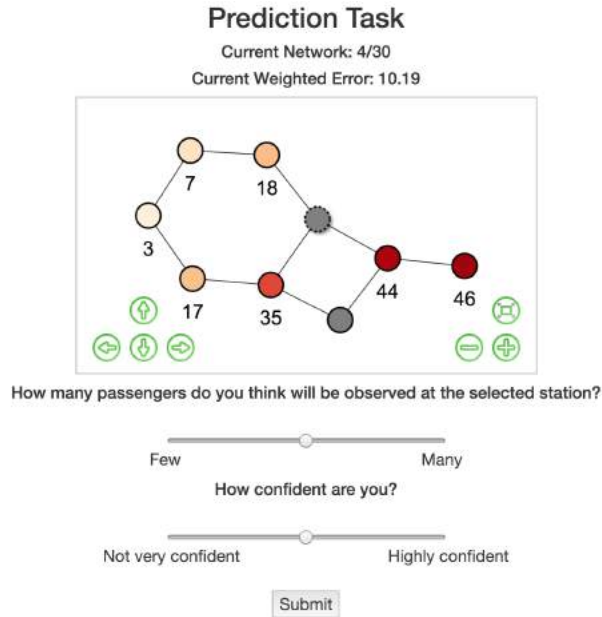 Prediction Task
Current Network: 4/30
Current Weighted Error: 10.19
7
18
3
17
35
44
46
How many passengers do you think will be observed at the selected station?
Few Many
How confident are you?
Not very confident Highly confident
Submit